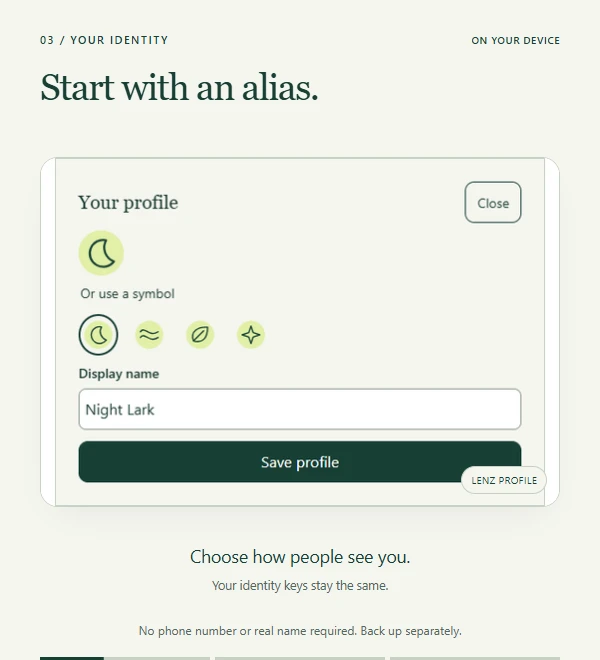 03 / YOUR IDENTITY
ON YOUR DEVICE
Start with an alias.
Your profile
Close
Or use a symbol
Display name
Night Lark
Save profile
LENZ PROFILE
Choose how people see you.
Your identity keys stay the same.
No phone number or real name required. Back up separately.